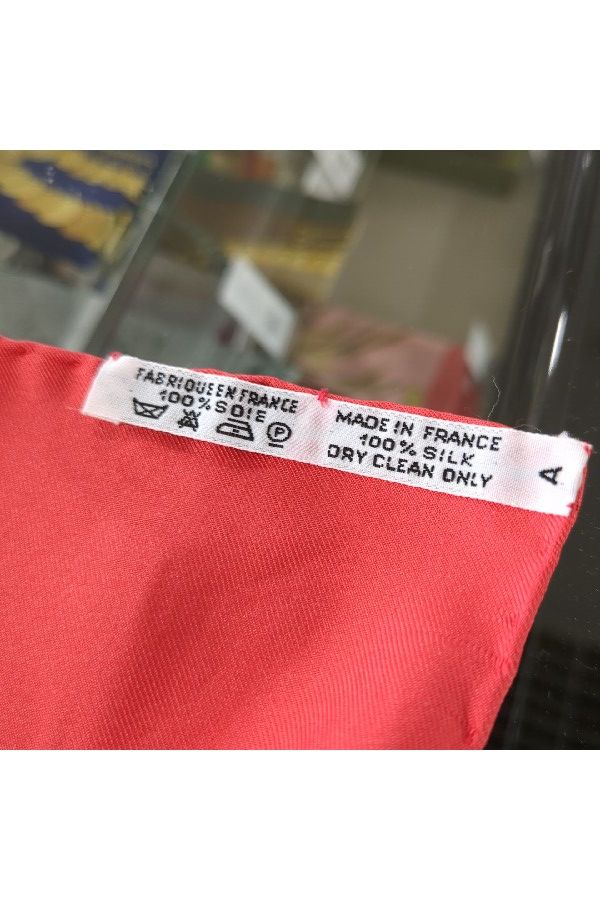 FABRIQUE EN FRANCE
100% SOIE
P
MADE IN FRANCE
100% SILK
DRY CLEAN ONLY
A